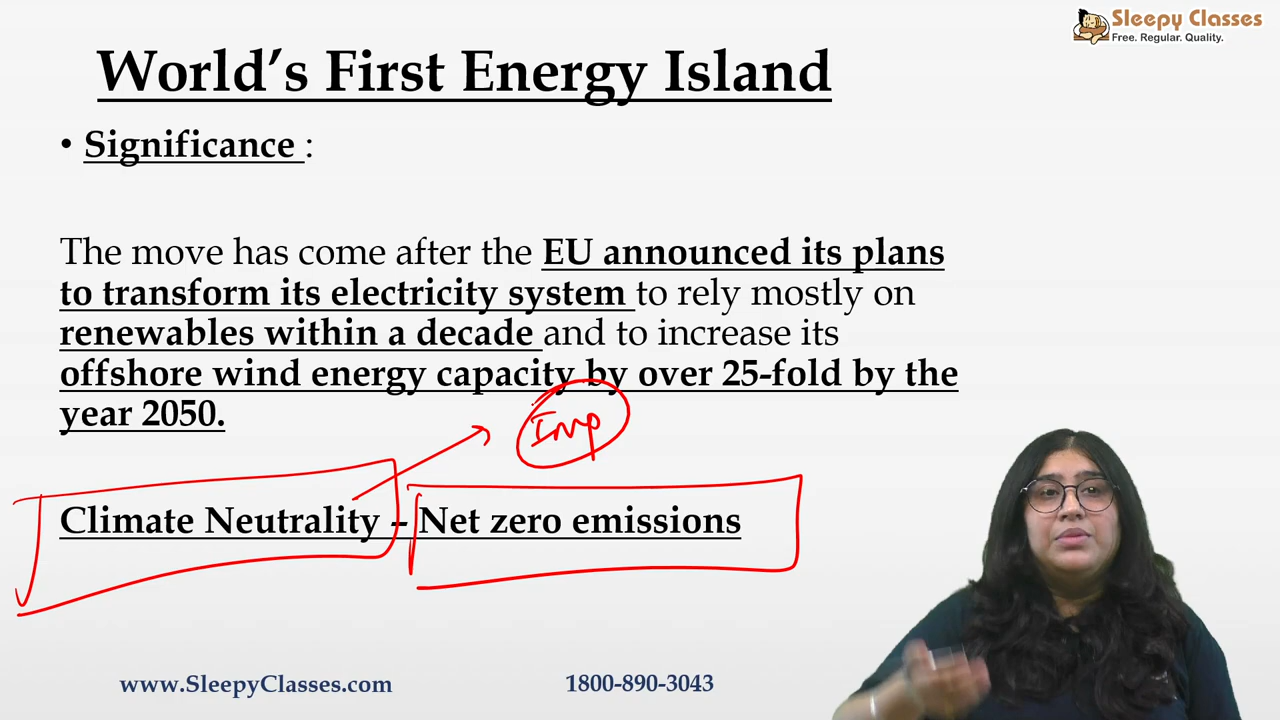 Sleepy Classes
Free. Regular. Quality.
World's First Energy Island
• Significance :
The move has come after the EU announced its plans
to transform its electricity system to rely mostly on
renewables within a decade and to increase its
offshore wind energy capacity by over 25-fold by the
year 2050.
Imp
Climate Neutrality – Net zero emissions
www.SleepyClasses.com
1800-890-3043